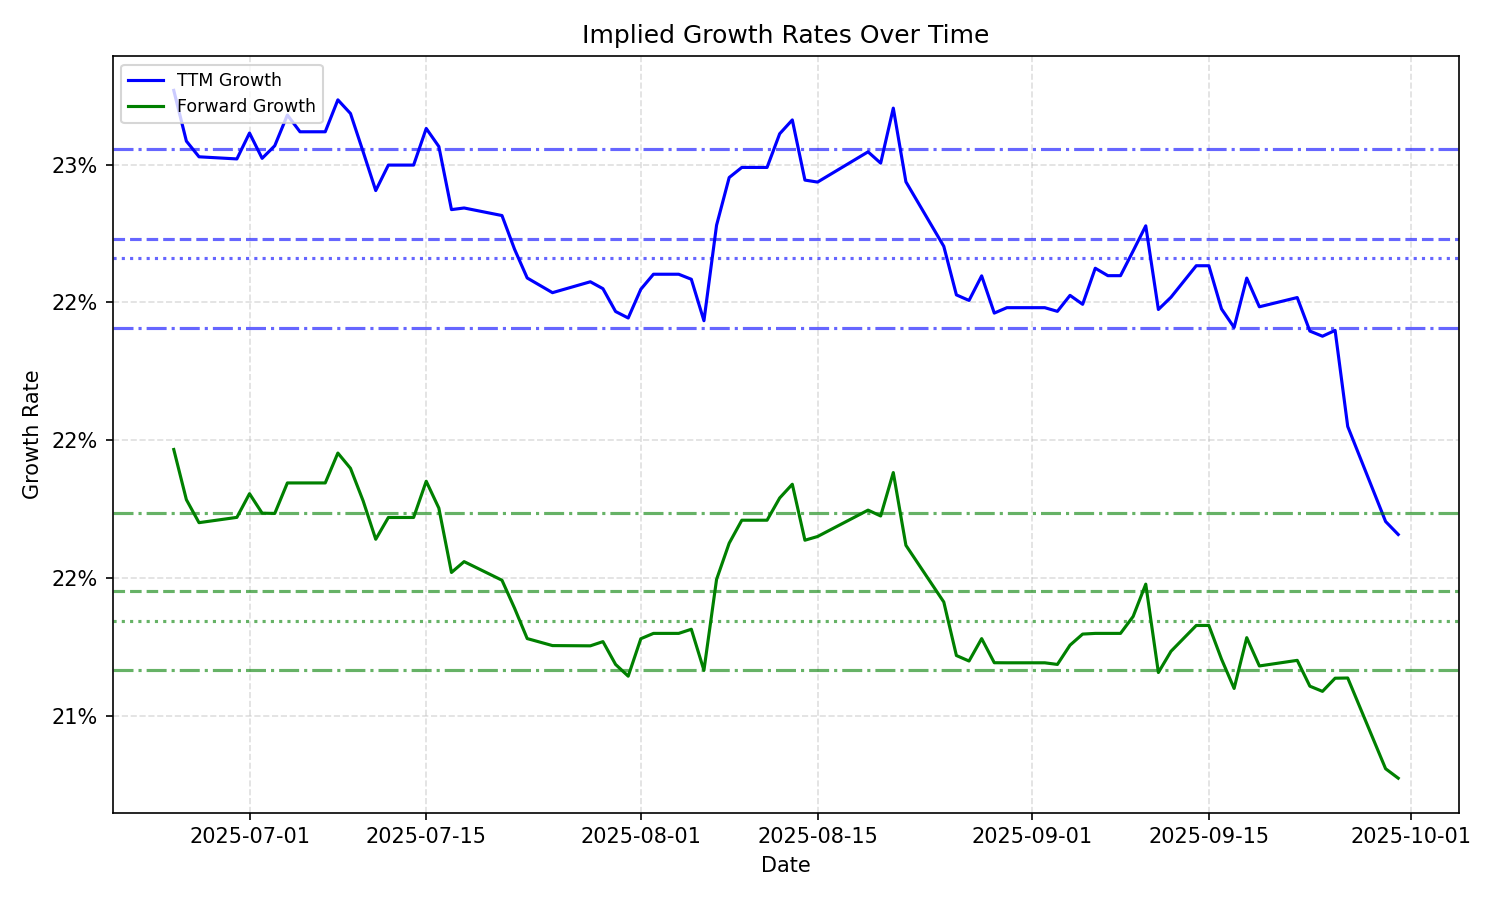 Implied Growth Rates Over Time
TTM Growth
Forward Growth
Growth Rate
23%
22%
22%
22%
21%
2025-07-01
2025-07-15
2025-08-01
2025-08-15
2025-09-01
2025-09-15
2025-10-01
Date